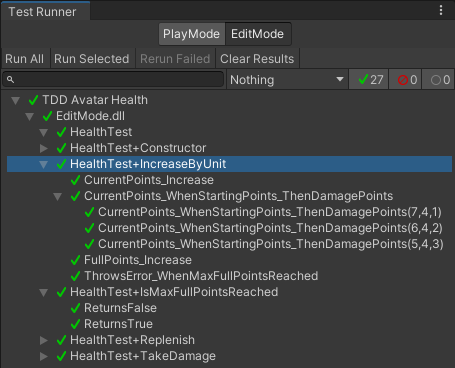 Test Runner
PlayMode EditMode
Run All Run Selected Rerun Failed Clear Results
Nothing 27 0 0
TDD Avatar Health
EditMode.dll
HealthTest
HealthTest+Constructor
HealthTest+IncreaseByUnit
CurrentPoints_Increase
CurrentPoints_WhenStartingPoints_ThenDamagePoints
CurrentPoints_WhenStartingPoints_ThenDamagePoints(7,4,1)
CurrentPoints_WhenStartingPoints_ThenDamagePoints(6,4,2)
CurrentPoints_WhenStartingPoints_ThenDamagePoints(5,4,3)
FullPoints_Increase
ThrowsError_WhenMaxFullPointsReached
HealthTest+IsMaxFullPointsReached
ReturnsFalse
ReturnsTrue
HealthTest+Replenish
HealthTest+TakeDamage